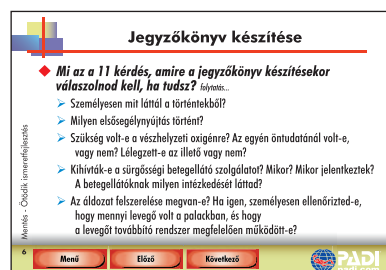 Jegyzőkönyv készítése
Mi az a 11 kérdés, amire a jegyzőkönyv készítésekor
válaszolnod kell, ha tudsz? folytatás...
Személyesen mit láttál a történtekből?
Milyen elsősegélynyújtás történt?
Szükség volt-e a vészhelyzeti oxigénre? Az egyén öntudatánál volt-e,
vagy nem? Lélegzett-e az illető vagy nem?
Kihívták-e a sürgősségi betegellátó szolgálatot? Mikor? Mikor jelentkeztek?
A betegellátóknak milyen intézkedését láttad?
Az áldozat felszerelése megvan-e? Ha igen, személyesen ellenőrizted-e,
hogy mennyi levegő volt a palackban, és hogy
a levegőt továbbító rendszer megfelelően működött-e?
Mentés - Ötödik ismeretfejlesztés
6
Menü
Előző
Következő
PADI